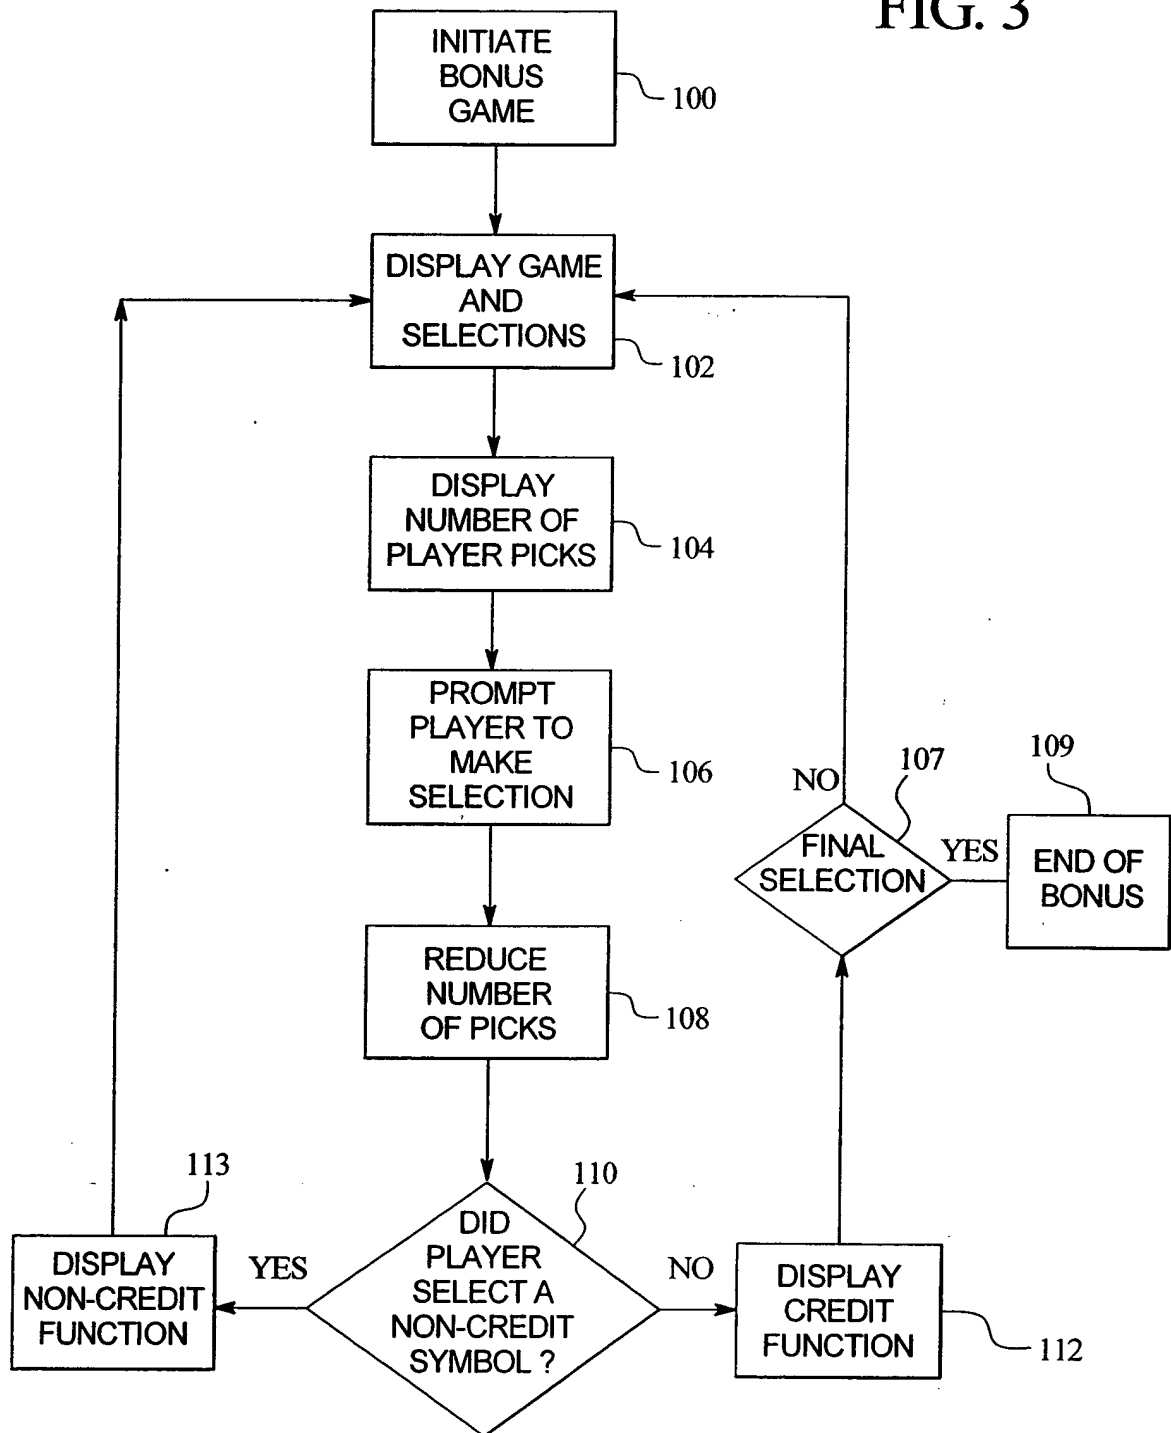 FIG. 3
INITIATE
BONUS
GAME
100
DISPLAY GAME
AND
SELECTIONS
102
DISPLAY
NUMBER OF
PLAYER PICKS
104
PROMPT
PLAYER TO
MAKE
SELECTION
106
107
109
NO
FINAL
SELECTION
YES
END OF
BONUS
REDUCE
NUMBER
OF PICKS
108
113
110
DISPLAY
NON-CREDIT
FUNCTION
YES
DID
PLAYER
SELECT A
NON-CREDIT
SYMBOL ?
NO
DISPLAY
CREDIT
FUNCTION
112